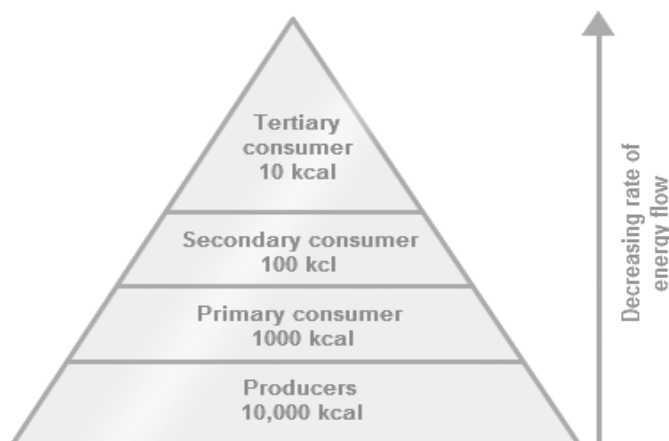 Tertiary
consumer
10 kcal
Secondary consumer
100 kcl
Primary consumer
1000 kcal
Producers
10,000 kcal
Decreasing rate of
energy flow